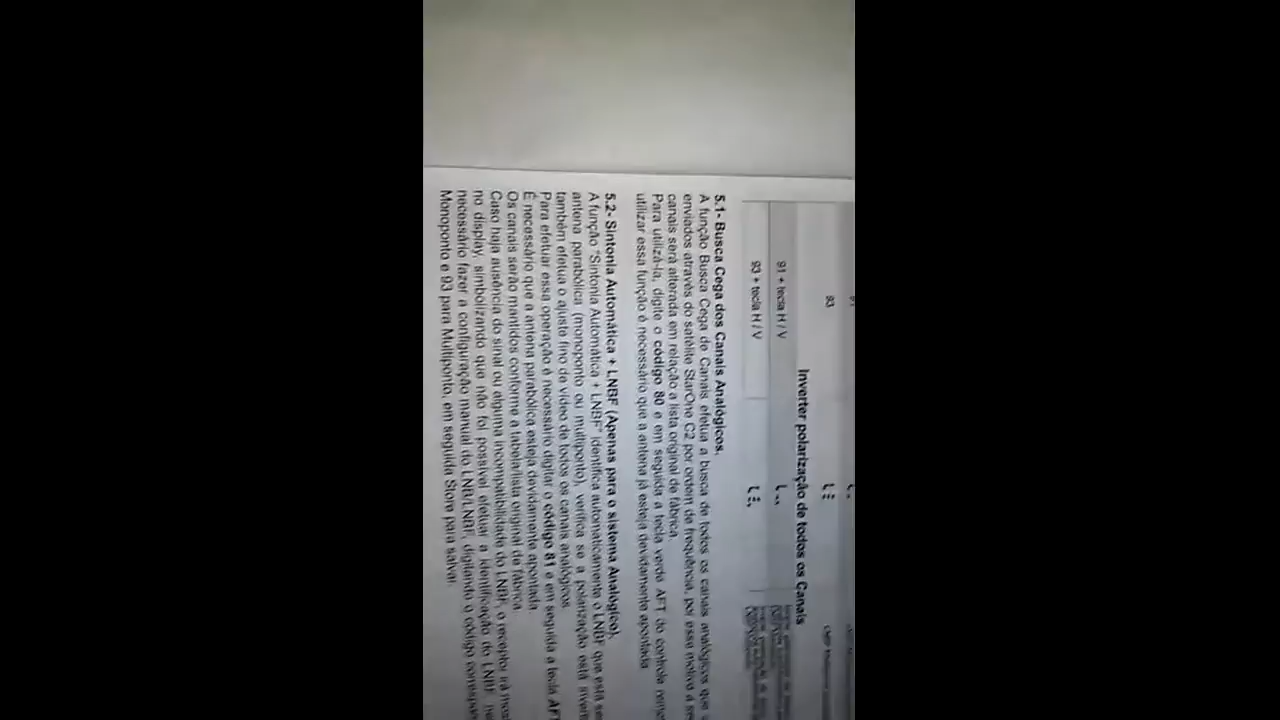 93
Inverter polarização de todos os Canais
91 + tecla H / V
93 + tecla H / V
5.1- Busca Cega dos Canais Analógicos.
A função Busca Cega de Canais efetua a busca de todos os canais analógicos que
enviados através do satélite StarOne C2 por ordem de frequência, por esse motivo a
canais será alterada em relação a lista original de fábrica.
Para utilizá-la, digite o código 80 e em seguida a tecla verde AFT do controle
utilizar essa função é necessário que a antena já esteja devidamente apontada.
5.2- Sintonia Automática + LNBF (Apenas para o sistema Analógico).
A função "Sintonia Automática + LNBF" identifica automaticamente o LNBF que está
antena parabólica (monoponto ou multiponto), verifica se a polarização está
também efetua o ajuste fino de vídeo de todos os canais analógicos.
Para efetuar essa operação é necessário digitar o código 81 e em seguida a tecla AFT
É necessário que a antena parabólica esteja devidamente apontada.
Os canais serão mantidos conforme a tabela/lista original de fábrica.
Caso haja ausência do sinal ou alguma incompatibilidade do LNBF, o receptor irá
no display, simbolizando que não foi possível efetuar a identificação do LNBF
necessário fazer a configuração manual do LNB/LNBF, digitando o código
Monoponto e 93 para Multiponto, em seguida Store para salvar.